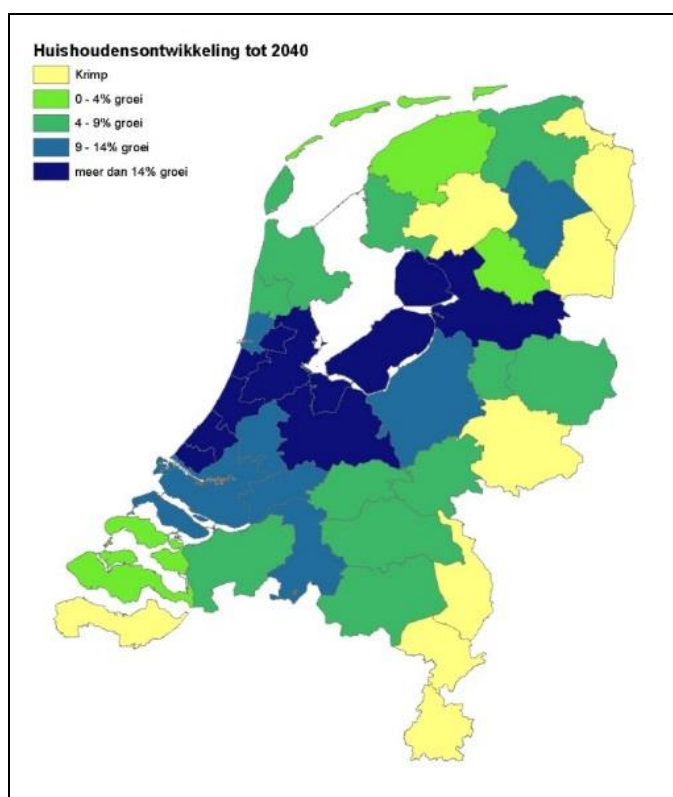 Huishoudensontwikkeling tot 2040
Krimp
0 - 4% groei
4 - 9% groei
9 - 14% groei
meer dan 14% groei